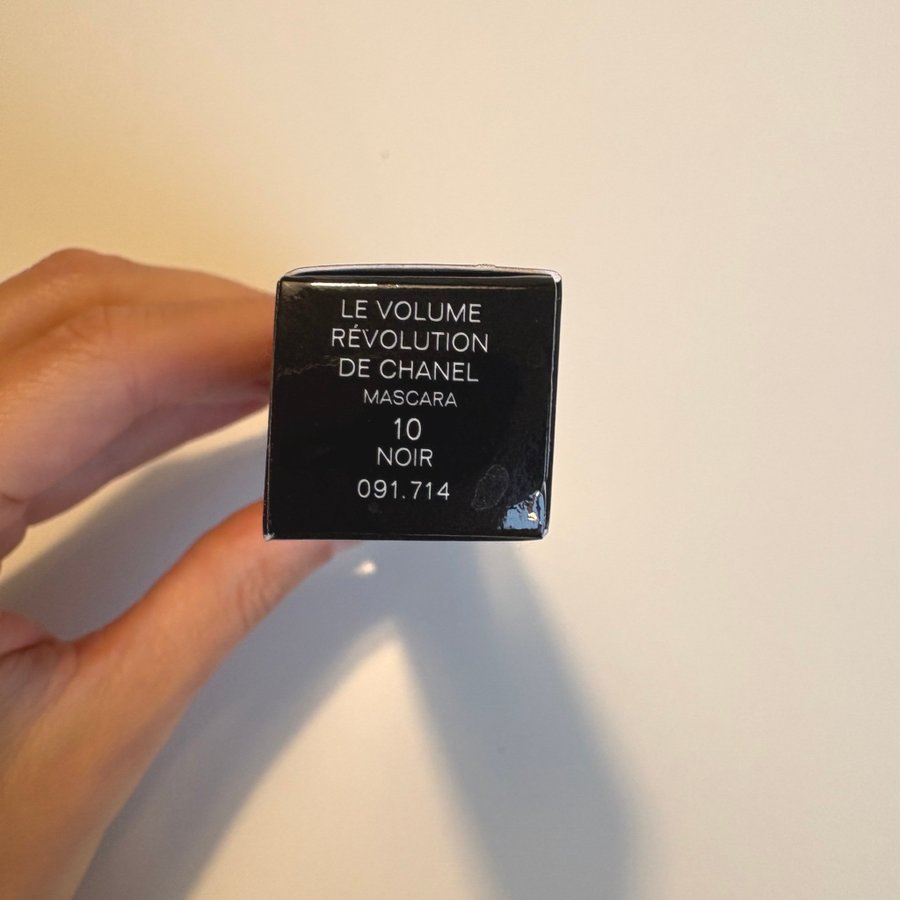 LE VOLUME
RÉVOLUTION
DE CHANEL
MASCARA
10
NOIR
091.714